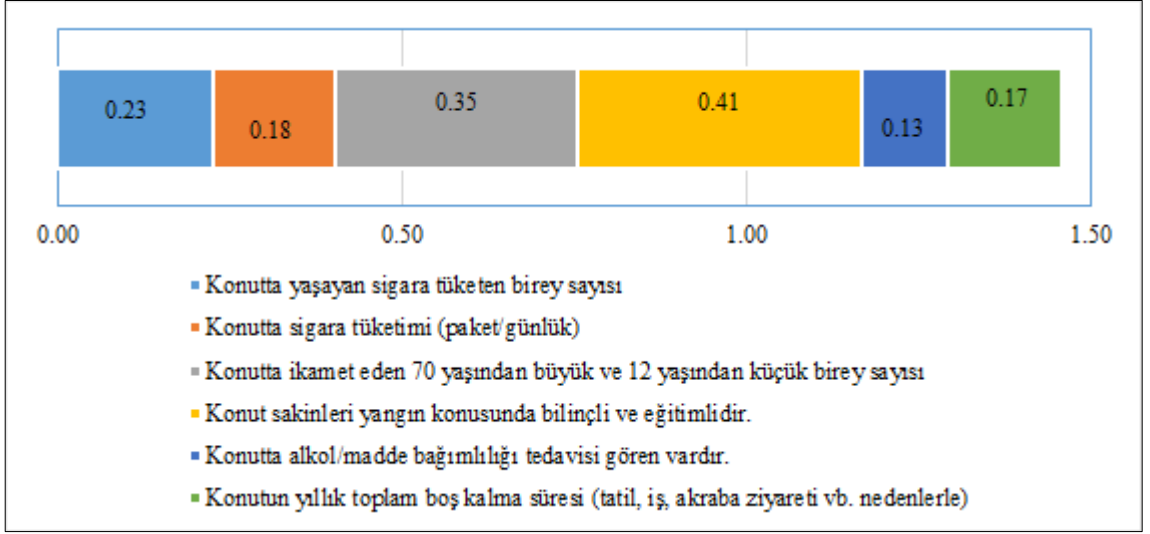 0.23
0.18
0.35
0.41
0.13
0.17
0.00 0.50 1.00 1.50
Konutta yaşayan sigara tüketen birey sayısı
Konutta sigara tüketimi (paket/günlük)
Konutta ikamet eden 70 yaşından büyük ve 12 yaşından küçük birey sayısı
Konut sakinleri yangın konusunda bilinçli ve eğitimlidir.
Konutta alkol/madde bağımlılığı tedavisi gören vardır.
Konutun yıllık toplam boş kalma süresi (tatil, iş, akraba ziyareti vb. nedenlerle)